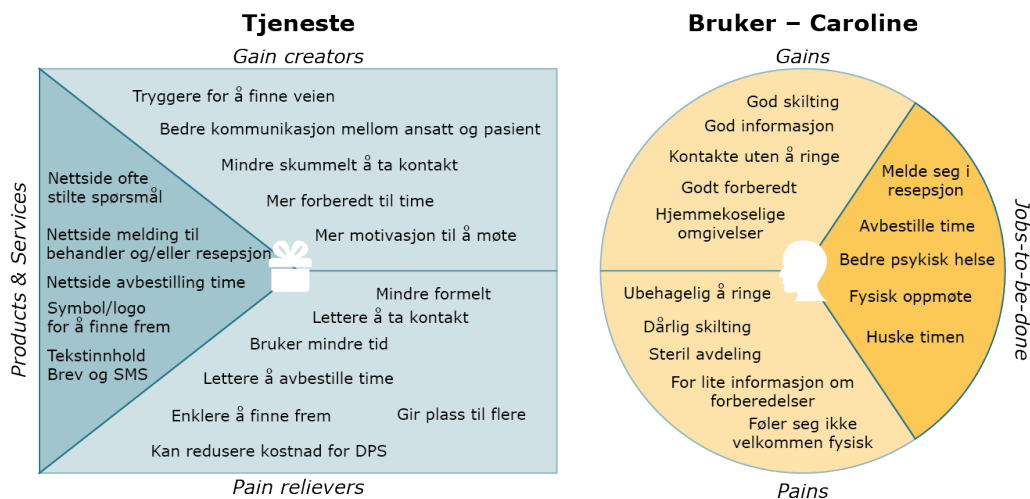 Tjeneste
Gain creators
Tryggere for å finne veien
Bedre kommunikasjon mellom ansatt og pasient
Mindre skummelt å ta kontakt
Mer forberedt til time
Mer motivasjon til å møte
Products & Services
Nettside ofte
stilte spørsmål
Nettside melding til
behandler og/eller resepsjon
Nettside avbestilling time
Symbol/logo
for å finne frem
Tekstinnhold
Brev og SMS
Mindre formelt
Lettere å ta kontakt
Bruker mindre tid
Lettere å avbestille time
Enklere å finne frem
Gir plass til flere
Kan redusere kostnad for DPS
Pain relievers
Bruker – Caroline
Gains
God skilting
God informasjon
Kontakte uten å ringe
Godt forberedt
Hjemmekoselige
omgivelser
Melde seg i
resepsjon
Avbestille time
Bedre psykisk helse
Fysisk oppmøte
Huske timen
Jobs-to-be-done
Ubehagelig å ringe
Dårlig skilting
Steril avdeling
For lite informasjon om
forberedelser
Føler seg ikke
velkommen fysisk
Pains